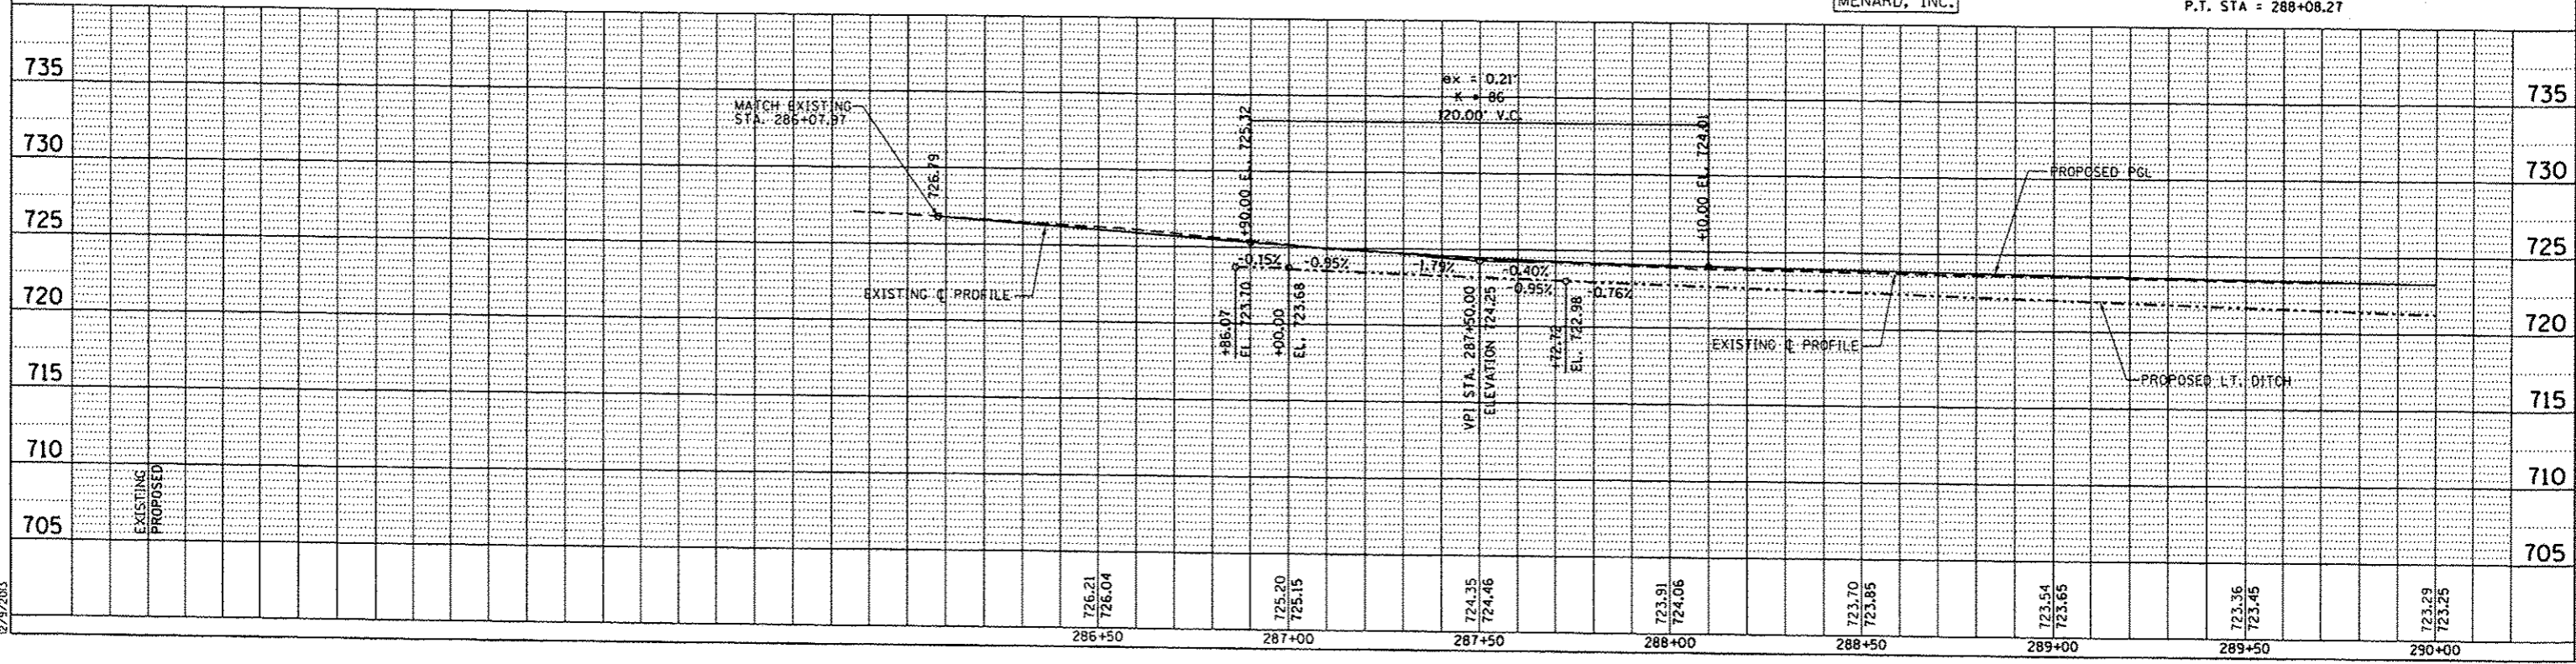 MENARD, INC.
P.T. STA = 288+08.27
735
730
725
720
715
710
705
735
730
725
720
715
710
705
MATCH EXISTING
STA. 286+07.97
726.79
ex = 0.21'
K = 86
120.00' V.C.
+90.00 EL. 725.32
+10.00 EL. 724.01
PROPOSED PGL
EXISTING ℄ PROFILE
-0.15%
-0.95%
-1.79%
-0.40%
-0.95%
-0.76%
+86.07
EL. 723.70
+00.00
EL. 723.68
VPI STA. 287+50.00
ELEVATION 724.25
+72.72
EL. 722.98
EXISTING ℄ PROFILE
PROPOSED LT. DITCH
EXISTING
PROPOSED
726.21
726.04
725.20
725.15
724.35
724.46
723.91
724.06
723.70
723.85
723.54
723.65
723.36
723.45
723.29
723.25
286+50
287+00
287+50
288+00
288+50
289+00
289+50
290+00